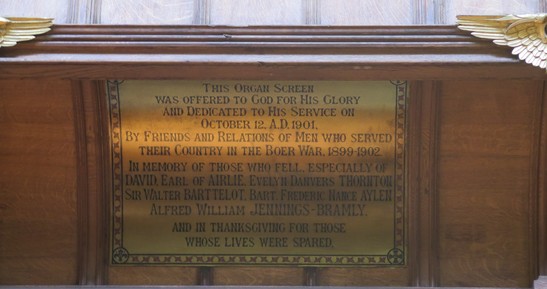 This Organ Screen
was offered to God for His Glory
and Dedicated to His Service on
October 12, A.D. 1901,
By Friends and Relations of Men who served
their Country in the Boer War, 1899-1902
In memory of those who fell, especially of
David, Earl of Airlie, Evelyn Danvers Thornton
Sir Walter Barttelot, Bart. Frederic Hance Aylen
Alfred William Jennings-Bramly.
and in thanksgiving for those
whose lives were spared.